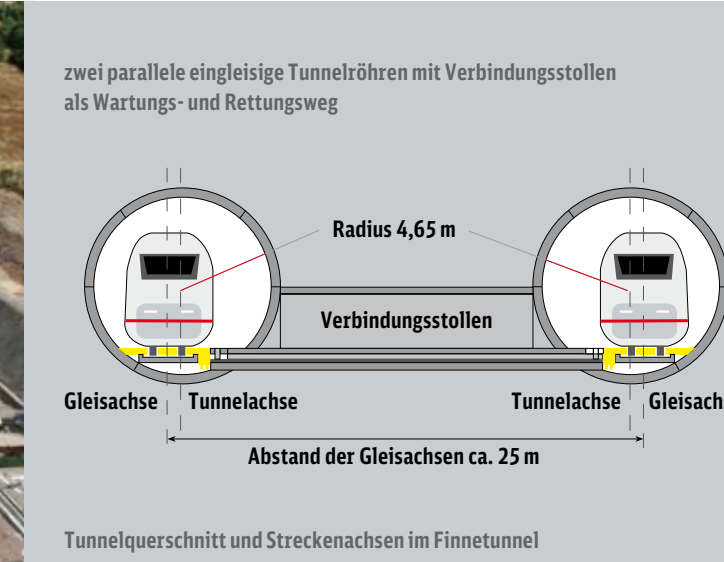 zwei parallele eingleisige Tunnelröhren mit Verbindungsstollen
als Wartungs- und Rettungsweg
Radius 4,65 m
Verbindungsstollen
Gleisachse Tunnelachse Tunnelachse Gleisach
Abstand der Gleisachsen ca. 25 m
Tunnelquerschnitt und Streckenachsen im Finnetunnel